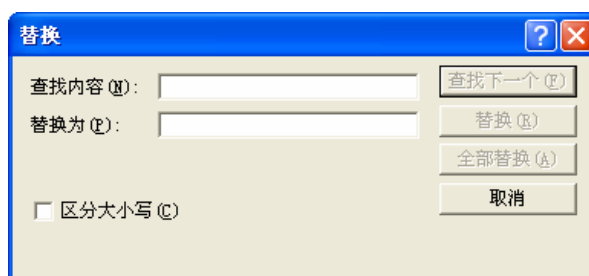 替换
查找内容(N):
查找下一个(F)
替换为(P):
替换(R)
全部替换(A)
取消
区分大小写(C)